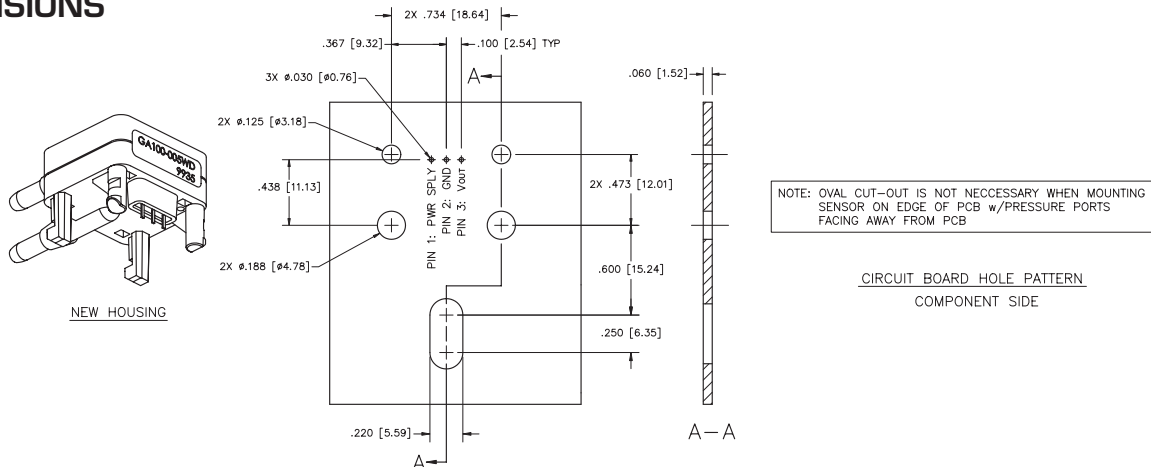 SIONS
2X .734 [18.64]
.367 [9.32]
.100 [2.54] TYP
A
3X ø.030 [ø0.76]
.060 [1.52]
2X ø.125 [ø3.18]
GA100-005WD
9935
.438 [11.13]
2X .473 [12.01]
PIN 1: PWR SPLY
PIN 2: GND
PIN 3: VOUT
NOTE: OVAL CUT-OUT IS NOT NECCESSARY WHEN MOUNTING
SENSOR ON EDGE OF PCB w/PRESSURE PORTS
FACING AWAY FROM PCB
2X ø.188 [ø4.78]
.600 [15.24]
CIRCUIT BOARD HOLE PATTERN
COMPONENT SIDE
NEW HOUSING
.250 [6.35]
.220 [5.59]
A
A-A